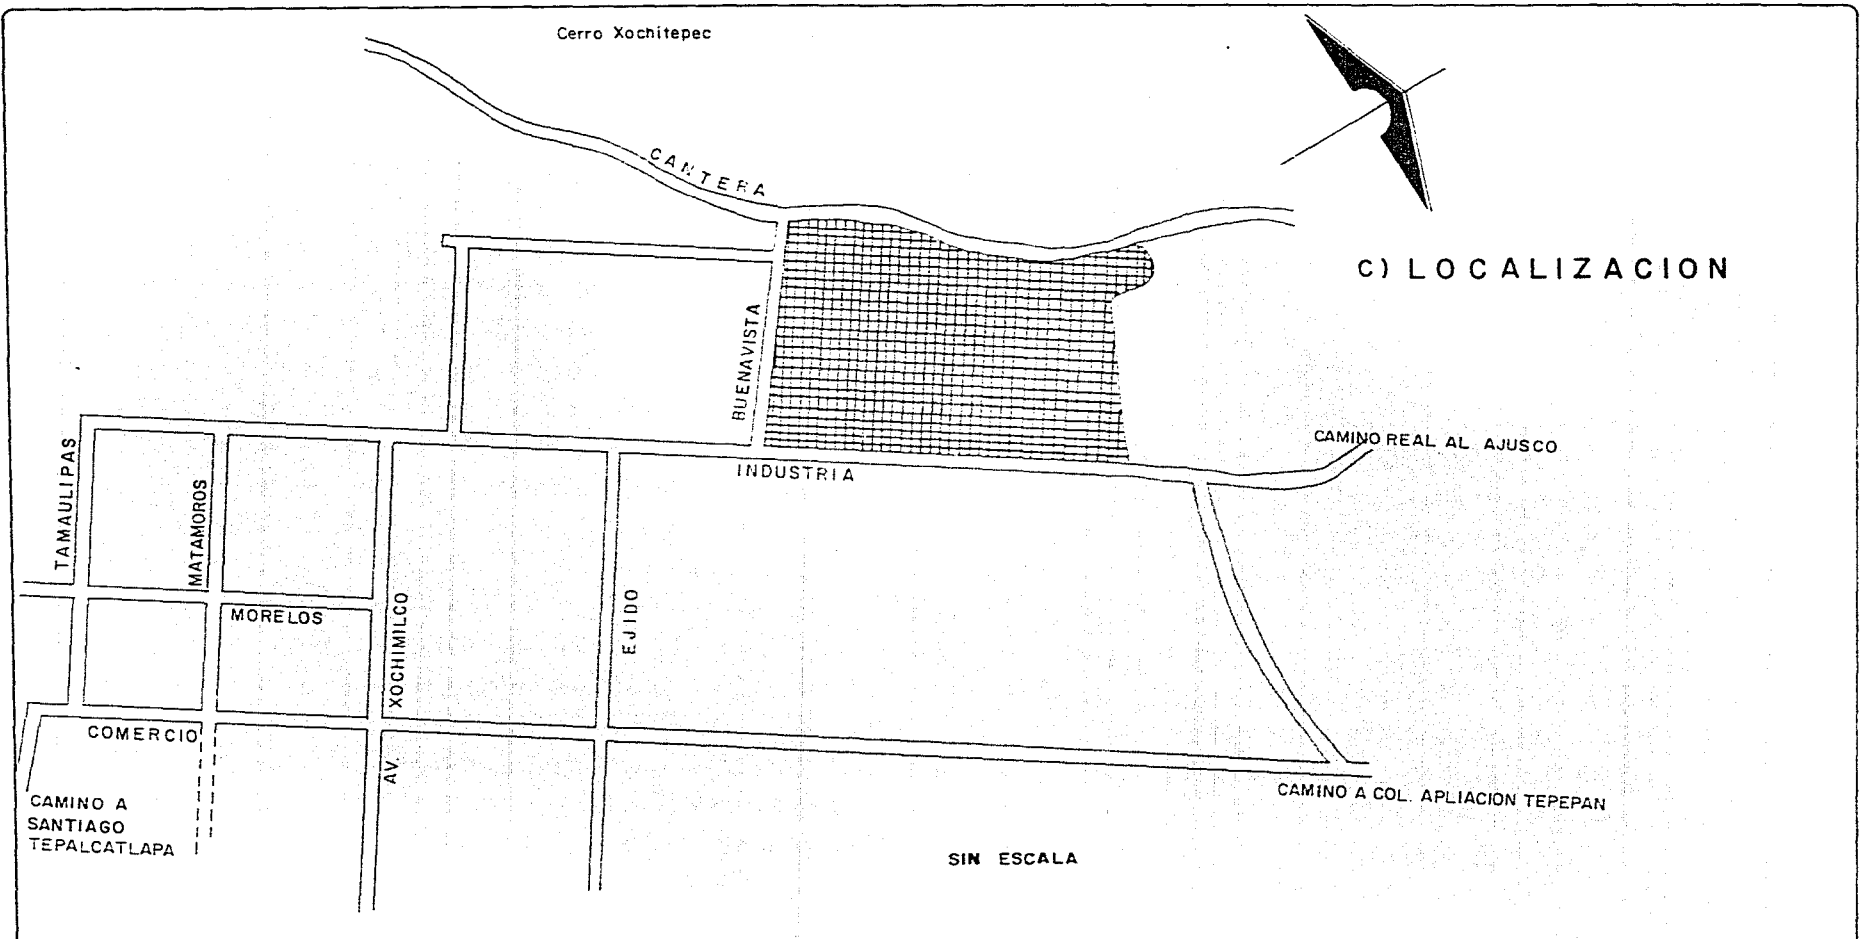 Cerro Xochitepec
CANTERA
C) LOCALIZACION
BUENAVISTA
CAMINO REAL AL AJUSCO
INDUSTRIA
TAMAULIPAS
MATAMOROS
MORELOS
AV. XOCHIMILCO
EJIDO
COMERCIO
CAMINO A
SANTIAGO
TEPALCATLAPA
CAMINO A COL. APLIACION TEPEPAN
SIN ESCALA